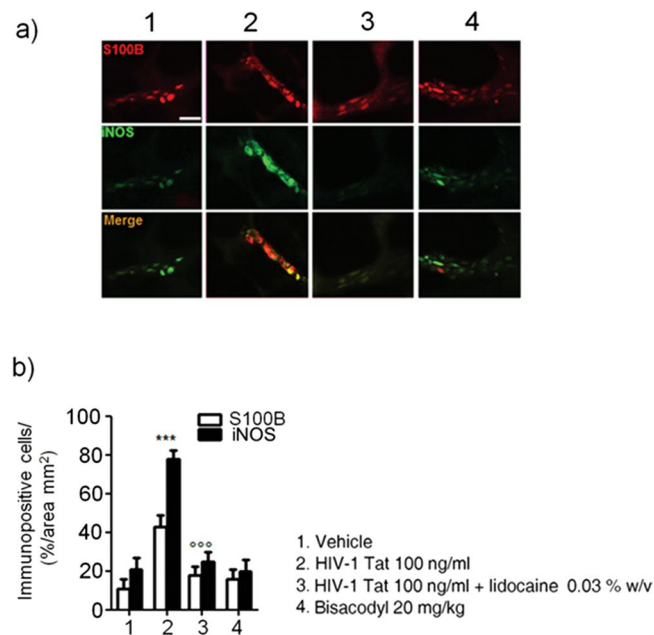 a)
1 2 3 4
S100B
iNOS
Merge
b)
Immunopositive cells/
(%/area mm²)
100
80
60
40
20
0
***
°°°
S100B
iNOS
1 2 3 4
1. Vehicle
2. HIV-1 Tat 100 ng/ml
3. HIV-1 Tat 100 ng/ml + lidocaine 0.03 % w/v
4. Bisacodyl 20 mg/kg